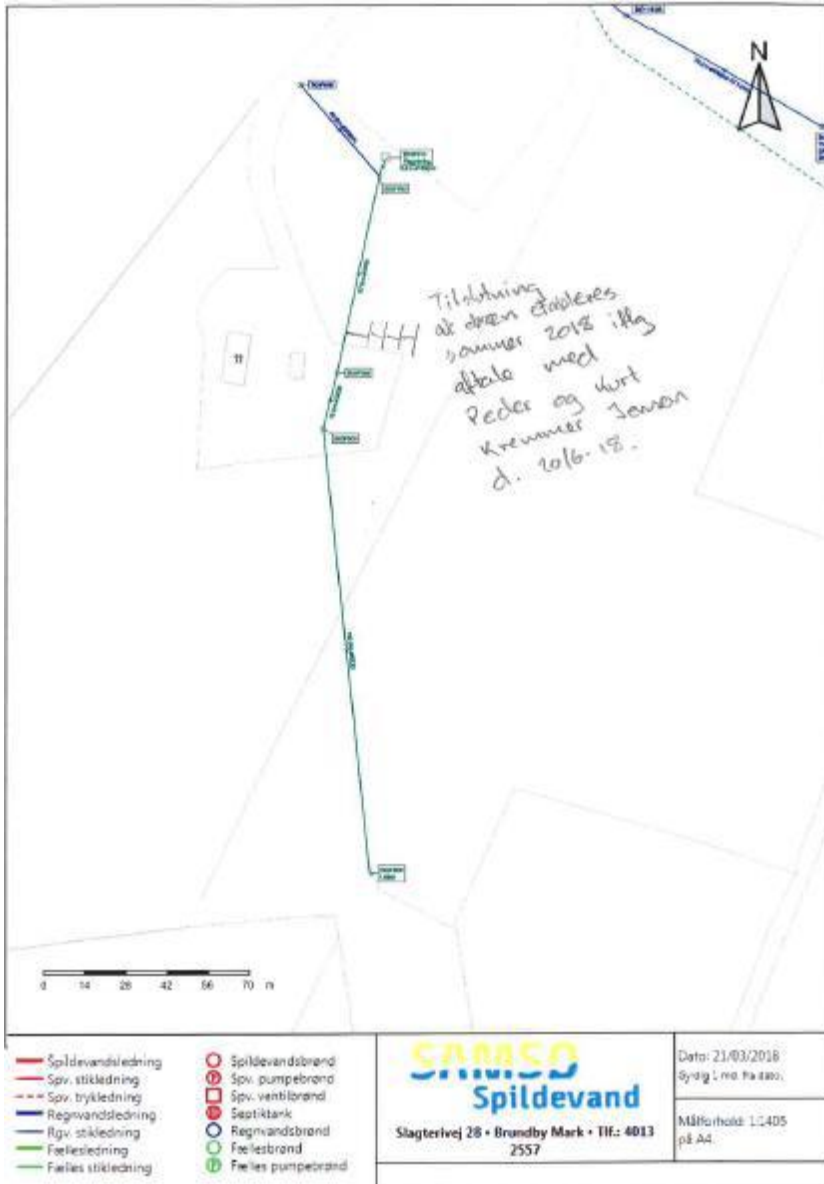 N
Tilslutning
af dræn etableres
sommer 2018 iflg
aftale med
Peder og Kurt
Kremmer Jensen
d. 20/6-18.
11
0 14 28 42 56 70 m
Spildevandsledning
Spv. stikledning
Spv. trykledning
Regnvandsledning
Rgv. stikledning
Fællesledning
Fælles stikledning
Spildevandsbrønd
Spv. pumpebrønd
Spv. ventilbrønd
Septiktank
Regnvandsbrønd
Fællesbrønd
Fælles pumpebrønd
SAMSØ
Spildevand
Slagterivej 28 • Brundby Mark • Tlf.: 4013
2557
Dato: 21/03/2018
Gyldig 1 md. fra dato.
Målforhold: 1:1405
på A4.